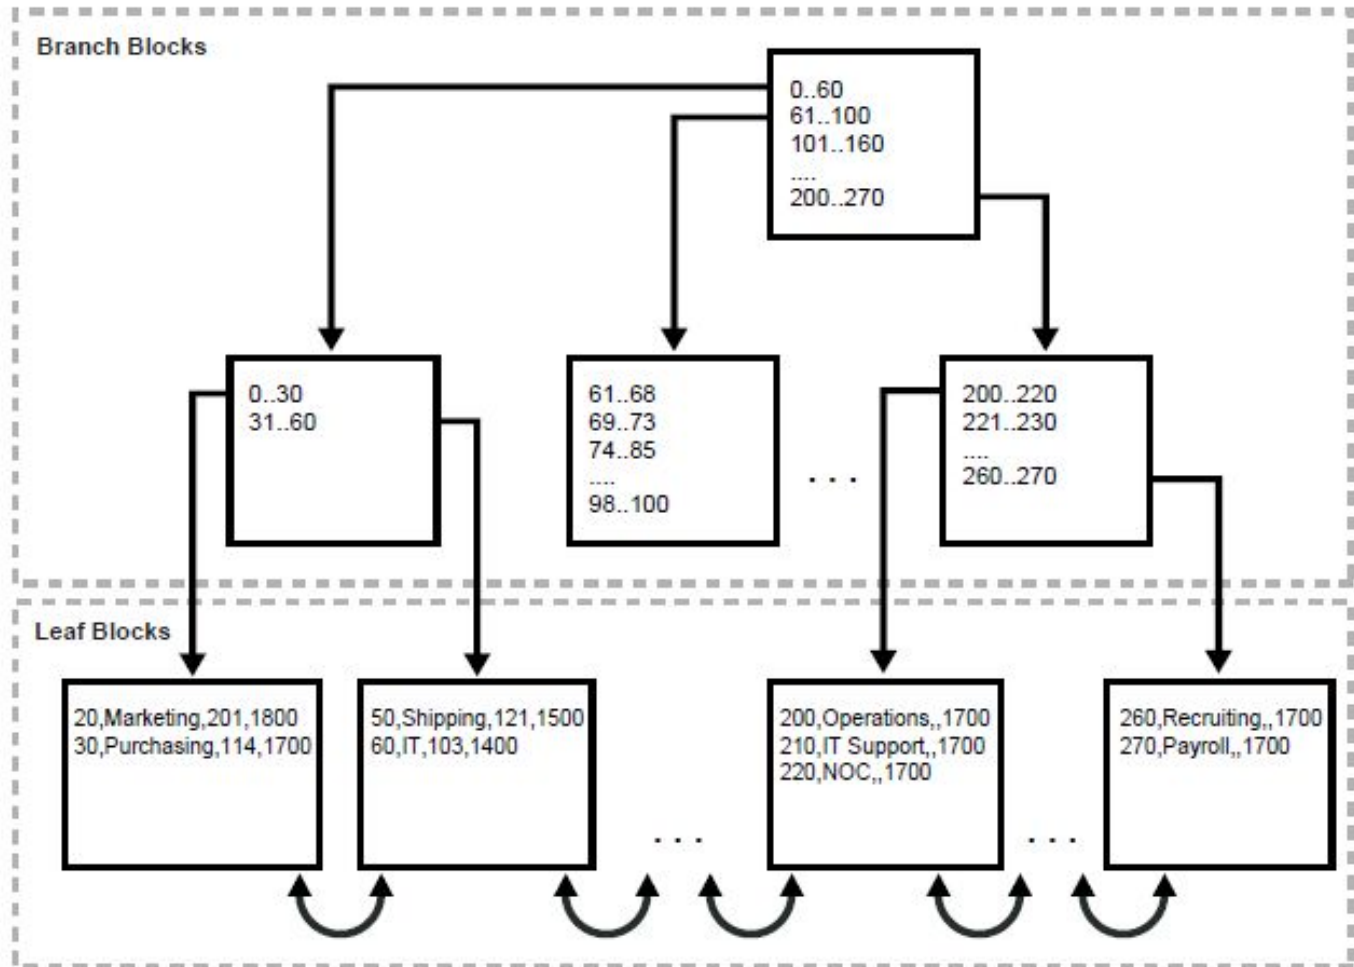 Branch Blocks
0..60
61..100
101..160
....
200..270
0..30
31..60
61..68
69..73
74..85
....
98..100
. . .
200..220
221..230
....
260..270
Leaf Blocks
20,Marketing,201,1800
30,Purchasing,114,1700
50,Shipping,121,1500
60,IT,103,1400
. . .
200,Operations,,1700
210,IT Support,,1700
220,NOC,,1700
. . .
260,Recruiting,,1700
270,Payroll,,1700